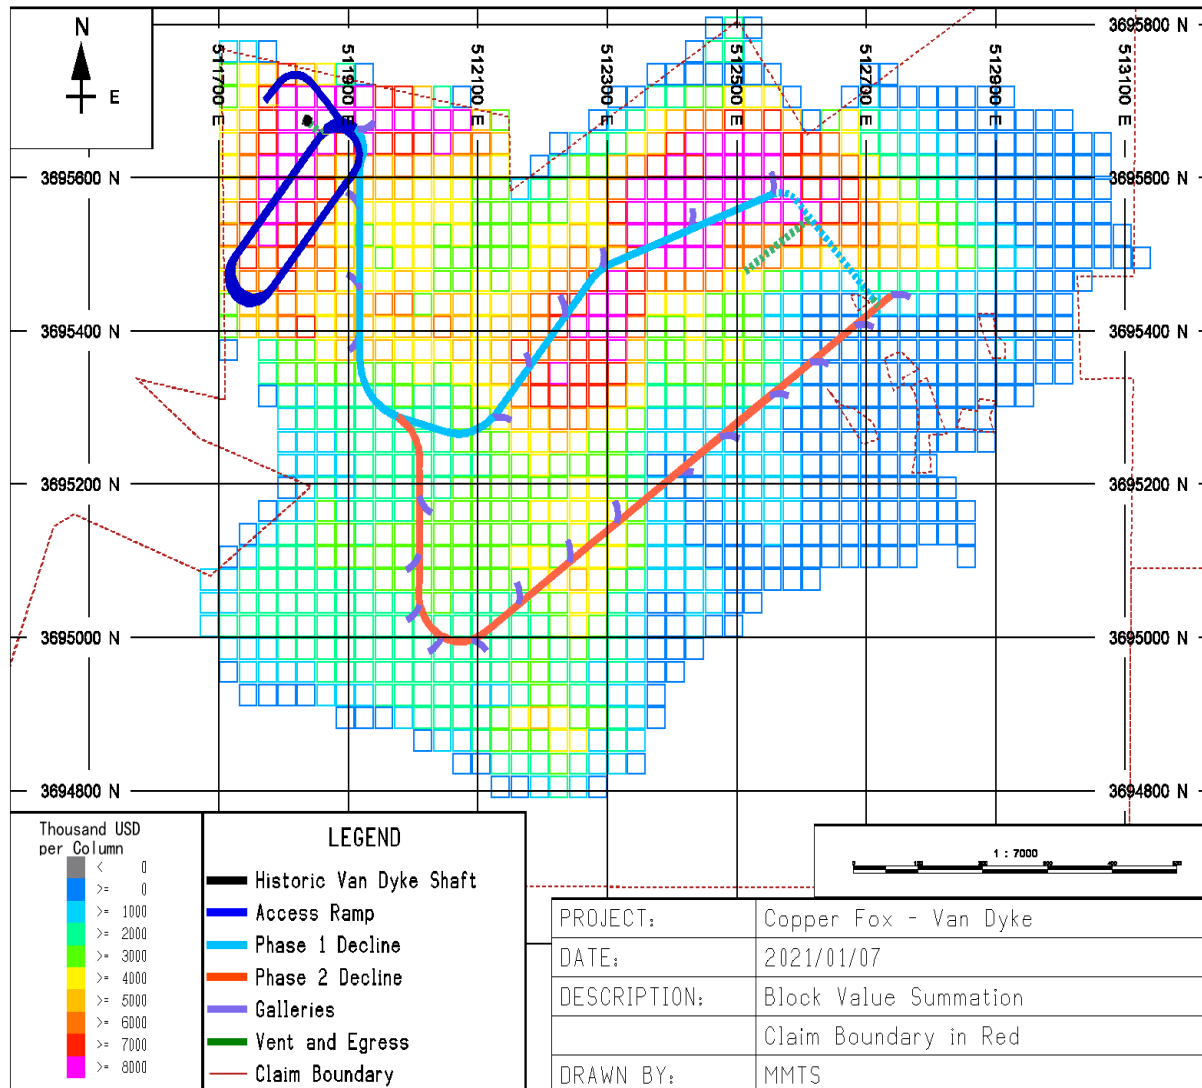 N
E
511700 E
511900 E
512100 E
512300 E
512500 E
512700 E
512900 E
513100 E
3695800 N
3695800 N
3695600 N
3695600 N
3695400 N
3695400 N
3695200 N
3695200 N
3695000 N
3695000 N
3694800 N
3694800 N
Thousand USD
per Column
< 0
>= 0
>= 1000
>= 2000
>= 3000
>= 4000
>= 5000
>= 6000
>= 7000
>= 8000
LEGEND
Historic Van Dyke Shaft
Access Ramp
Phase 1 Decline
Phase 2 Decline
Galleries
Vent and Egress
Claim Boundary
1 : 7000
PROJECT: Copper Fox - Van Dyke
DATE: 2021/01/07
DESCRIPTION: Block Value Summation
Claim Boundary in Red
DRAWN BY: MMTS